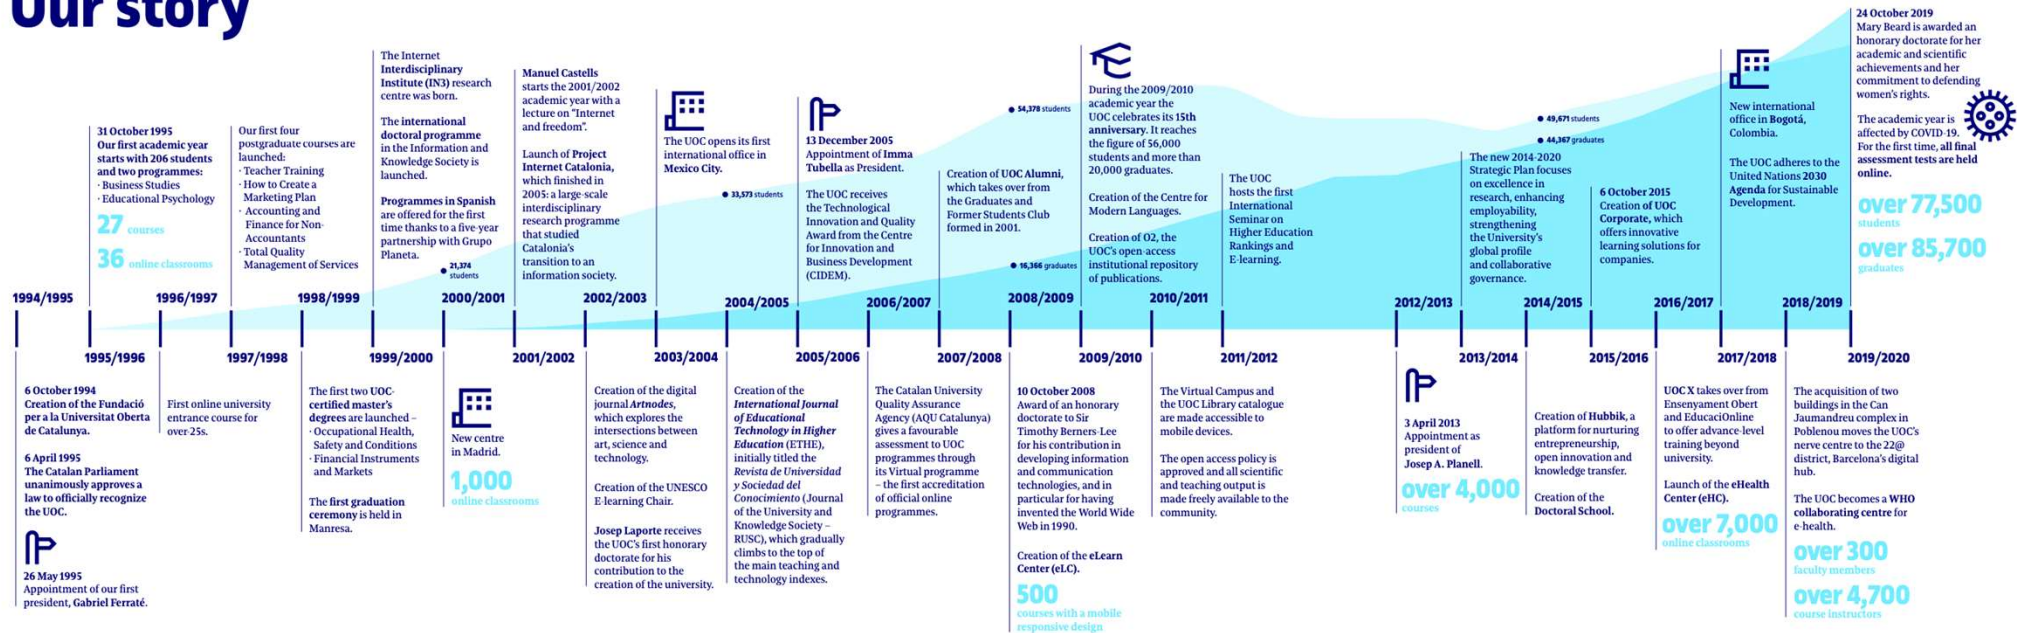 Our story
31 October 1995
Our first academic year
starts with 206 students
and two programmes:
· Business Studies
· Educational Psychology
27 courses
36 online classrooms
Our first four
postgraduate courses are
launched:
· Teacher Training
· How to Create a
Marketing Plan
· Accounting and
Finance for Non-
Accountants
· Total Quality
Management of Services
The Internet
Interdisciplinary
Institute (IN3) research
centre was born.
The international
doctoral programme
in the Information and
Knowledge Society is
launched.
Programmes in Spanish
are offered for the first
time thanks to a five-year
partnership with Grupo
Planeta.
21,374
students
Manuel Castells
starts the 2001/2002
academic year with a
lecture on "Internet
and freedom".
Launch of Project
Internet Catalonia,
which finished in
2005: a large-scale
interdisciplinary
research programme
that studied
Catalonia's
transition to an
information society.
The UOC opens its first
international office in
Mexico City.
33,573 students
13 December 2005
Appointment of Imma
Tubella as President.
The UOC receives
the Technological
Innovation and Quality
Award from the Centre
for Innovation and
Business Development
(CIDEM).
Creation of UOC Alumni,
which takes over from
the Graduates and
Former Students Club
formed in 2001.
54,378 students
16,366 graduates
During the 2009/2010
academic year the
UOC celebrates its 15th
anniversary. It reaches
the figure of 56,000
students and more than
20,000 graduates.
Creation of the Centre for
Modern Languages.
Creation of O2, the
UOC's open-access
institutional repository
of publications.
The UOC
hosts the first
International
Seminar on
Higher Education
Rankings and
E-learning.
The new 2014-2020
Strategic Plan focuses
on excellence in
research, enhancing
employability,
strengthening
the University's
global profile
and collaborative
governance.
49,671 students
44,367 graduates
6 October 2015
Creation of UOC
Corporate, which
offers innovative
learning solutions for
companies.
New international
office in Bogotá,
Colombia.
The UOC adheres to the
United Nations 2030
Agenda for Sustainable
Development.
24 October 2019
Mary Beard is awarded an
honorary doctorate for her
academic and scientific
achievements and her
commitment to defending
women's rights.
The academic year is
affected by COVID-19.
For the first time, all final
assessment tests are held
online.
over 77,500
students
over 85,700
graduates
1994/1995
1996/1997
1998/1999
2000/2001
2002/2003
2004/2005
2006/2007
2008/2009
2010/2011
2012/2013
2014/2015
2016/2017
2018/2019
1995/1996
1997/1998
1999/2000
2001/2002
2003/2004
2005/2006
2007/2008
2009/2010
2011/2012
2013/2014
2015/2016
2017/2018
2019/2020
6 October 1994
Creation of the Fundació
per a la Universitat Oberta
de Catalunya.
6 April 1995
The Catalan Parliament
unanimously approves a
law to officially recognize
the UOC.
26 May 1995
Appointment of our first
president, Gabriel Ferraté.
First online university
entrance course for
over-25s.
The first two UOC-
certified master's
degrees are launched –
· Occupational Health,
Safety and Conditions
· Financial Instruments
and Markets
The first graduation
ceremony is held in
Manresa.
New centre
in Madrid.
1,000
online classrooms
Creation of the digital
journal Artnodes,
which explores the
intersections between
art, science and
technology.
Creation of the UNESCO
E-learning Chair.
Josep Laporte receives
the UOC's first honorary
doctorate for his
contribution to the
creation of the university.
Creation of the
International Journal
of Educational
Technology in Higher
Education (ETHE),
initially titled the
Revista de Universidad
y Sociedad del
Conocimiento (Journal
of the University and
Knowledge Society –
RUSC), which gradually
climbs to the top of
the main teaching and
technology indexes.
The Catalan University
Quality Assurance
Agency (AQU Catalunya)
gives a favourable
assessment to UOC
programmes through
its Virtual programme
– the first accreditation
of official online
programmes.
10 October 2008
Award of an honorary
doctorate to Sir
Timothy Berners-Lee
for his contribution in
developing information
and communication
technologies, and in
particular for having
invented the World Wide
Web in 1990.
Creation of the eLearn
Center (eLC).
500
courses with a mobile
responsive design
The Virtual Campus and
the UOC Library catalogue
are made accessible to
mobile devices.
The open access policy is
approved and all scientific
and teaching output is
made freely available to the
community.
3 April 2013
Appointment as
president of
Josep A. Planell.
over 4,000
courses
Creation of Hubbik, a
platform for nurturing
entrepreneurship,
open innovation and
knowledge transfer.
Creation of the
Doctoral School.
UOC X takes over from
Ensenyament Obert
and EducaciOnline
to offer advance-level
training beyond
university.
Launch of the eHealth
Center (eHC).
over 7,000
online classrooms
The acquisition of two
buildings in the Can
Jaumandreu complex in
Poblenou moves the UOC's
nerve centre to the 22@
district, Barcelona's digital
hub.
The UOC becomes a WHO
collaborating centre for
e-health.
over 300
faculty members
over 4,700
course instructors